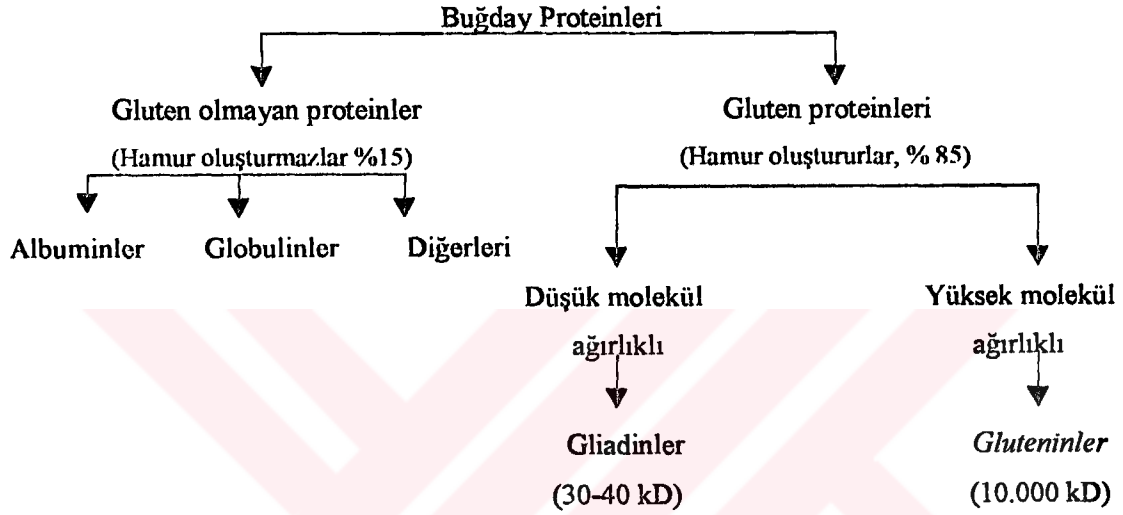 Buğday Proteinleri
Gluten olmayan proteinler
(Hamur oluşturmazlar %15)
Albuminler Globulinler Diğerleri
Gluten proteinleri
(Hamur oluştururlar, % 85)
Düşük molekül
ağırlıklı
Gliadinler
(30-40 kD)
Yüksek molekül
ağırlıklı
Gluteninler
(10.000 kD)